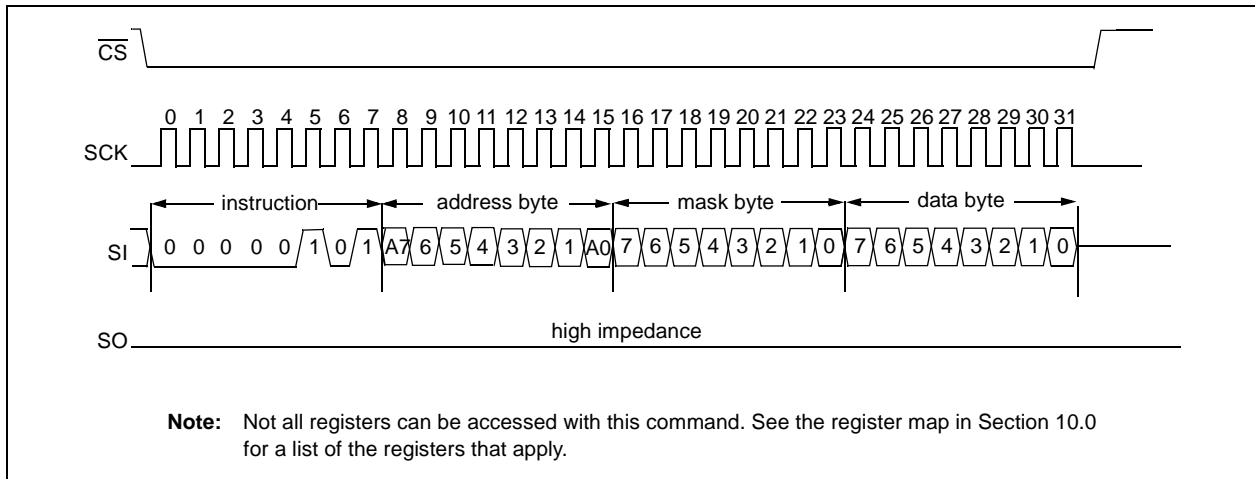 CS
0 1 2 3 4 5 6 7 8 9 10 11 12 13 14 15 16 17 18 19 20 21 22 23 24 25 26 27 28 29 30 31
SCK
instruction address byte mask byte data byte
SI 0 0 0 0 0 1 0 1 A7 6 5 4 3 2 1 A0 7 6 5 4 3 2 1 0 7 6 5 4 3 2 1 0
high impedance
SO
Note: Not all registers can be accessed with this command. See the register map in Section 10.0
for a list of the registers that apply.